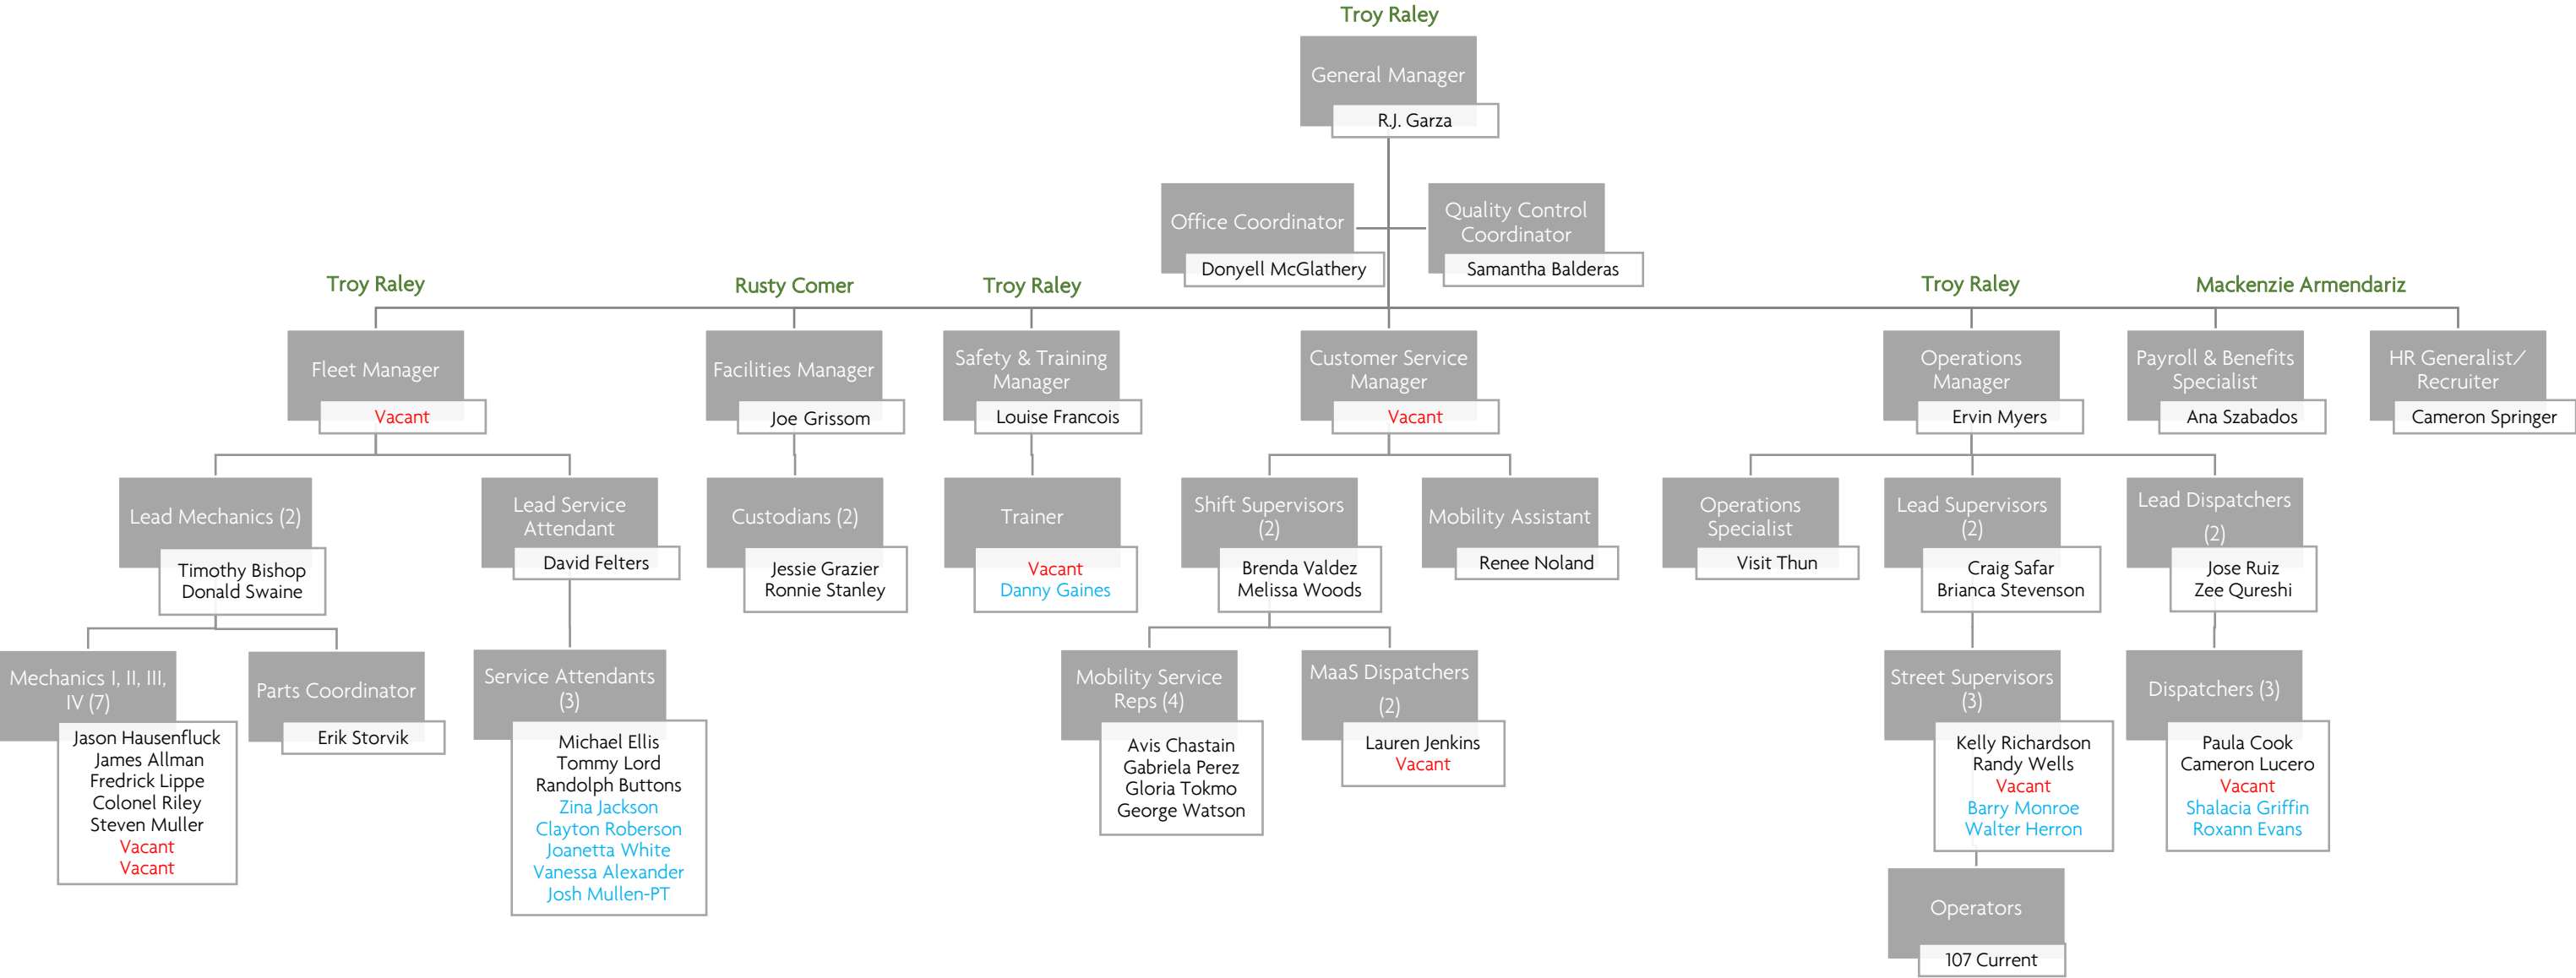 Troy Raley
General Manager
R.J. Garza
Office Coordinator
Donyell McGlathery
Quality Control
Coordinator
Samantha Balderas
Troy Raley
Rusty Comer
Troy Raley
Troy Raley
Mackenzie Armendariz
Fleet Manager
Vacant
Facilities Manager
Joe Grissom
Safety & Training
Manager
Louise Francois
Customer Service
Manager
Vacant
Operations
Manager
Ervin Myers
Payroll & Benefits
Specialist
Ana Szabados
HR Generalist/
Recruiter
Cameron Springer
Lead Mechanics (2)
Timothy Bishop
Donald Swaine
Lead Service
Attendant
David Felters
Custodians (2)
Jessie Grazier
Ronnie Stanley
Trainer
Vacant
Danny Gaines
Shift Supervisors
(2)
Brenda Valdez
Melissa Woods
Mobility Assistant
Renee Noland
Operations
Specialist
Visit Thun
Lead Supervisors
(2)
Craig Safar
Brianca Stevenson
Lead Dispatchers
(2)
Jose Ruiz
Zee Qureshi
Mechanics I, II, III,
IV (7)
Jason Hausenfluck
James Allman
Fredrick Lippe
Colonel Riley
Steven Muller
Vacant
Vacant
Parts Coordinator
Erik Storvik
Service Attendants
(3)
Michael Ellis
Tommy Lord
Randolph Buttons
Zina Jackson
Clayton Roberson
Joanetta White
Vanessa Alexander
Josh Mullen-PT
Mobility Service
Reps (4)
Avis Chastain
Gabriela Perez
Gloria Tokmo
George Watson
MaaS Dispatchers
(2)
Lauren Jenkins
Vacant
Street Supervisors
(3)
Kelly Richardson
Randy Wells
Vacant
Barry Monroe
Walter Herron
Dispatchers (3)
Paula Cook
Cameron Lucero
Vacant
Shalacia Griffin
Roxann Evans
Operators
107 Current